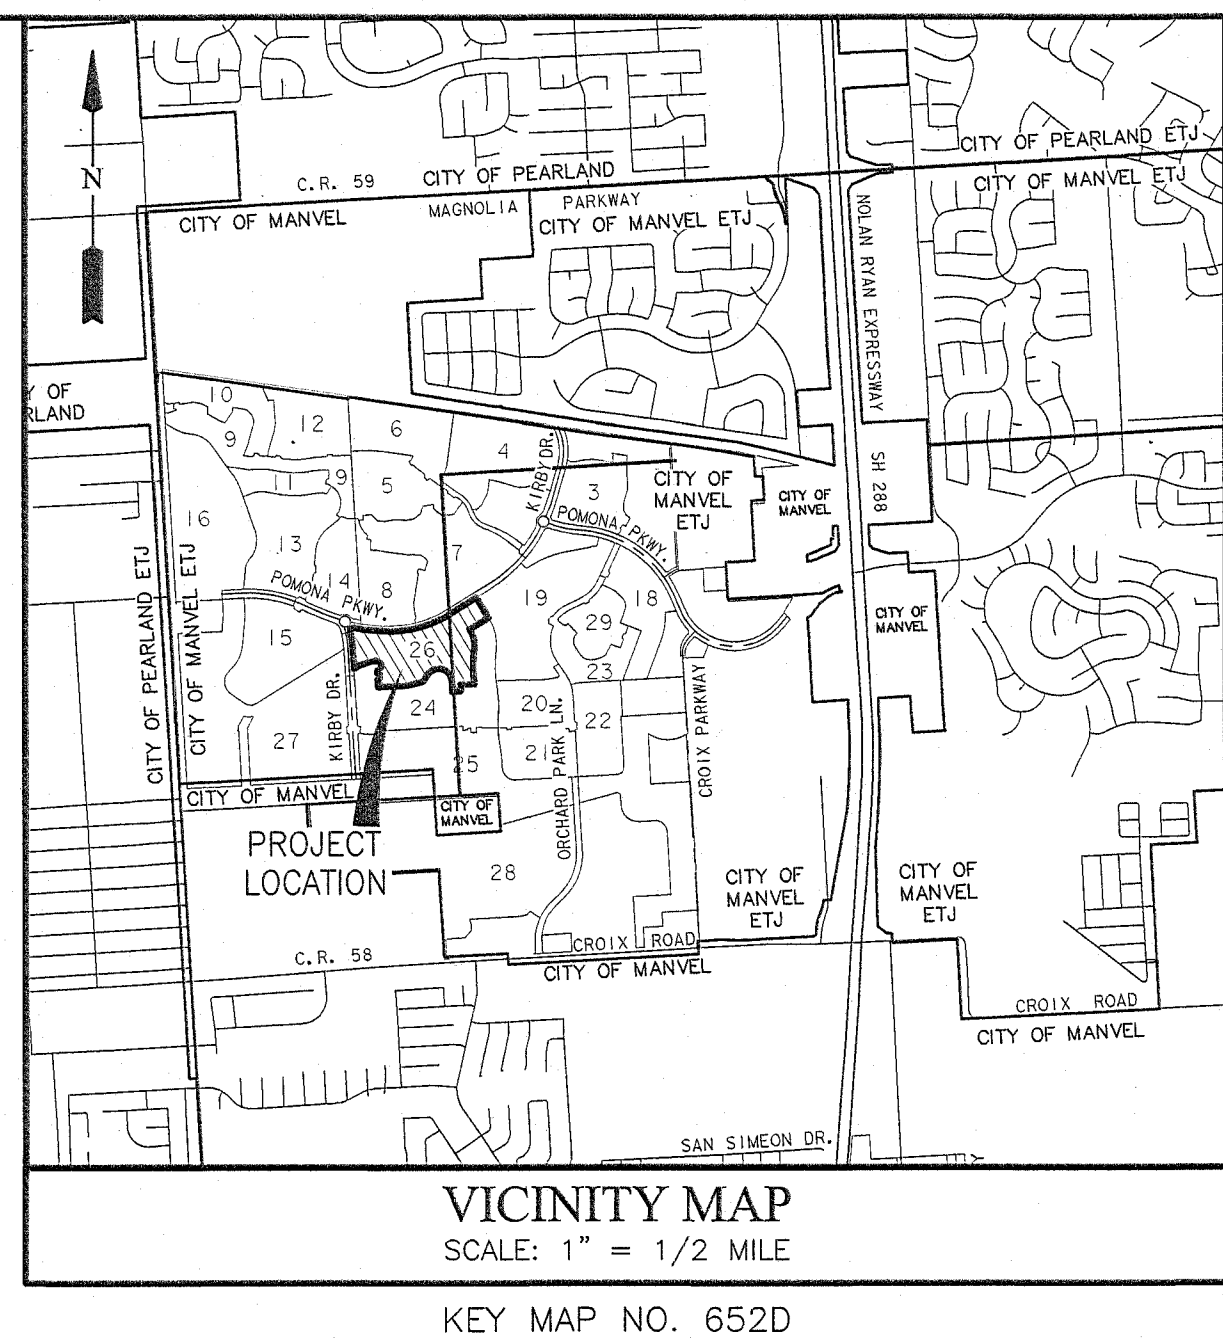 N
C.R. 59
CITY OF PEARLAND
CITY OF PEARLAND ETJ
CITY OF MANVEL ETJ
CITY OF MANVEL
MAGNOLIA PARKWAY
CITY OF MANVEL ETJ
NOLAN RYAN EXPRESSWAY
Y OF
RLAND
10
12
6
9
4
KIRBY DR.
11
9
5
3
CITY OF
MANVEL
ETJ
CITY OF
MANVEL
SH 288
16
POMONA PKWY.
13
7
CITY OF PEARLAND ETJ
CITY OF MANVEL ETJ
14
8
POMONA PKWY.
19
18
29
CITY OF
MANVEL
15
26
23
KIRBY DR.
24
20
22
CROIX PARKWAY
27
21
ORCHARD PARK LN.
25
CITY OF MANVEL
CITY OF
MANVEL
PROJECT
LOCATION
28
CITY OF
MANVEL
ETJ
CITY OF
MANVEL
ETJ
C.R. 58
CROIX ROAD
CITY OF MANVEL
CROIX ROAD
CITY OF MANVEL
SAN SIMEON DR.
VICINITY MAP
SCALE: 1" = 1/2 MILE
KEY MAP NO. 652D